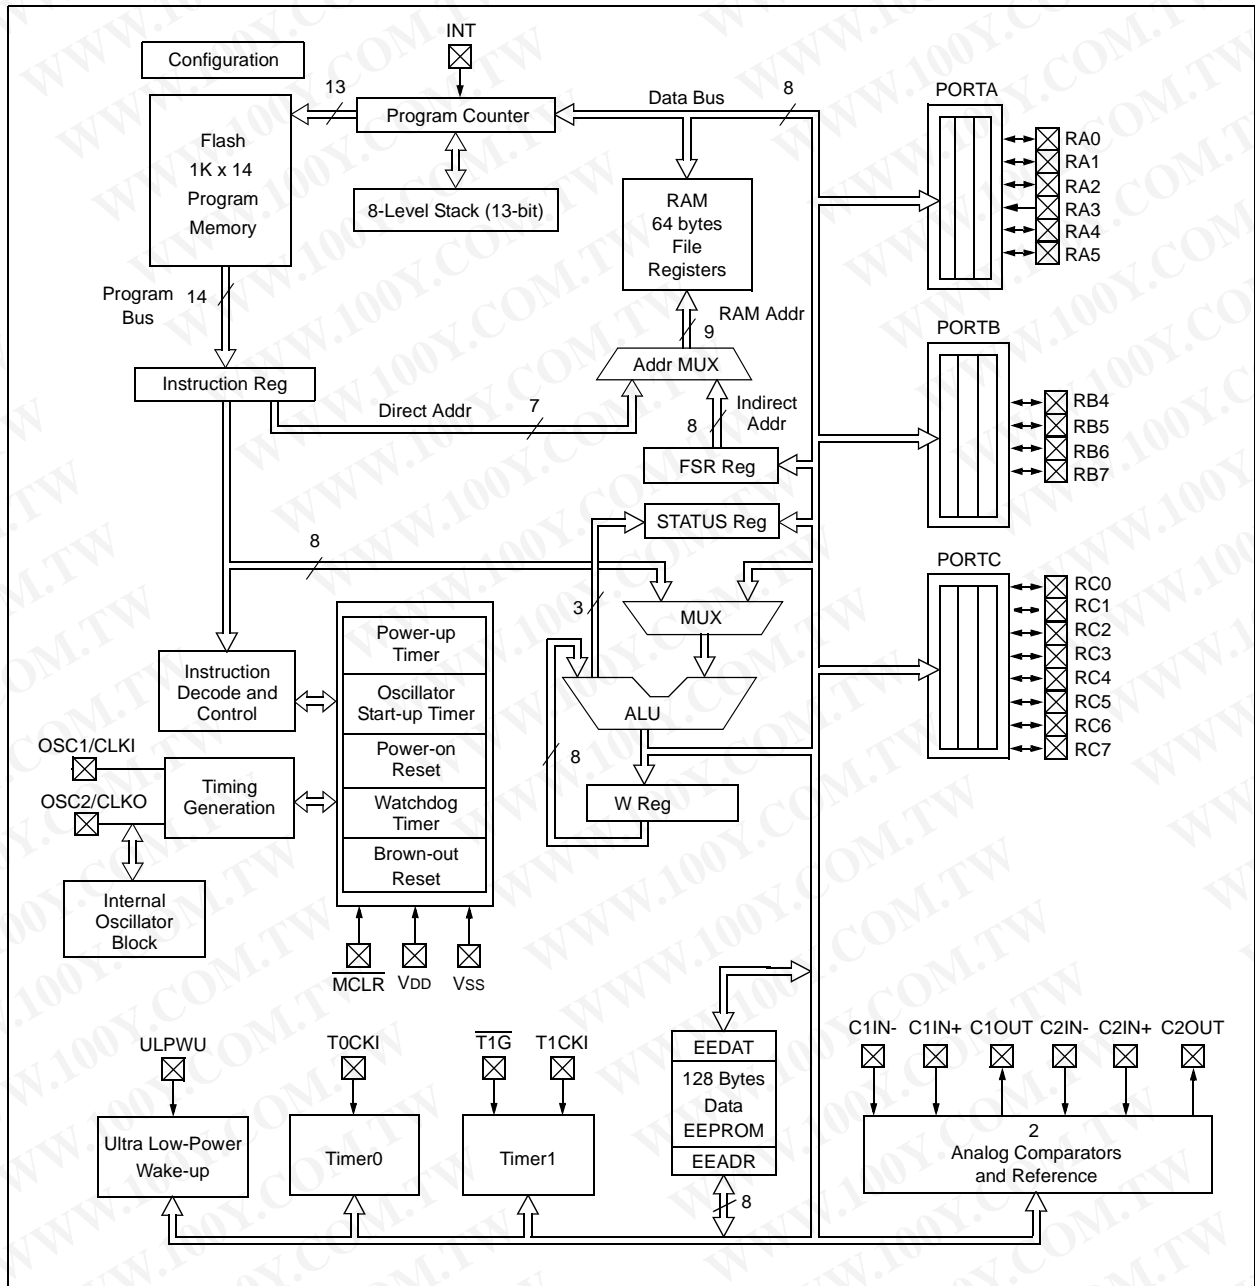 INT
Configuration
13
Program Counter
Data Bus
8
PORTA
Flash
1K x 14
Program
Memory
8-Level Stack (13-bit)
RAM
64 bytes
File
Registers
RA0
RA1
RA2
RA3
RA4
RA5
Program
Bus
14
RAM Addr
9
Addr MUX
PORTB
Instruction Reg
Direct Addr
7
Indirect
Addr
8
FSR Reg
RB4
RB5
RB6
RB7
STATUS Reg
8
3
MUX
PORTC
RC0
RC1
RC2
RC3
RC4
RC5
RC6
RC7
Power-up
Timer
Oscillator
Start-up Timer
Power-on
Reset
Watchdog
Timer
Brown-out
Reset
Instruction
Decode and
Control
ALU
8
W Reg
OSC1/CLKI
OSC2/CLKO
Timing
Generation
Internal
Oscillator
Block
MCLR
VDD
VSS
ULPWU
T0CKI
T1G
T1CKI
Ultra Low-Power
Wake-up
Timer0
Timer1
EEDAT
128 Bytes
Data
EEPROM
EEADR
8
C1IN-
C1IN+
C1OUT
C2IN-
C2IN+
C2OUT
2
Analog Comparators
and Reference
WWW.100Y.COM.TW